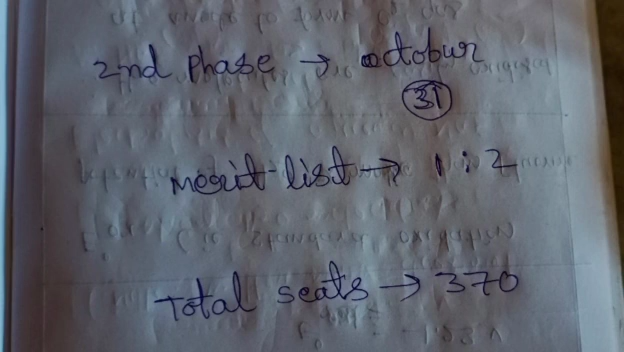 2nd phase → octobur
31
merit-list → 1 : 2
Total seats → 370